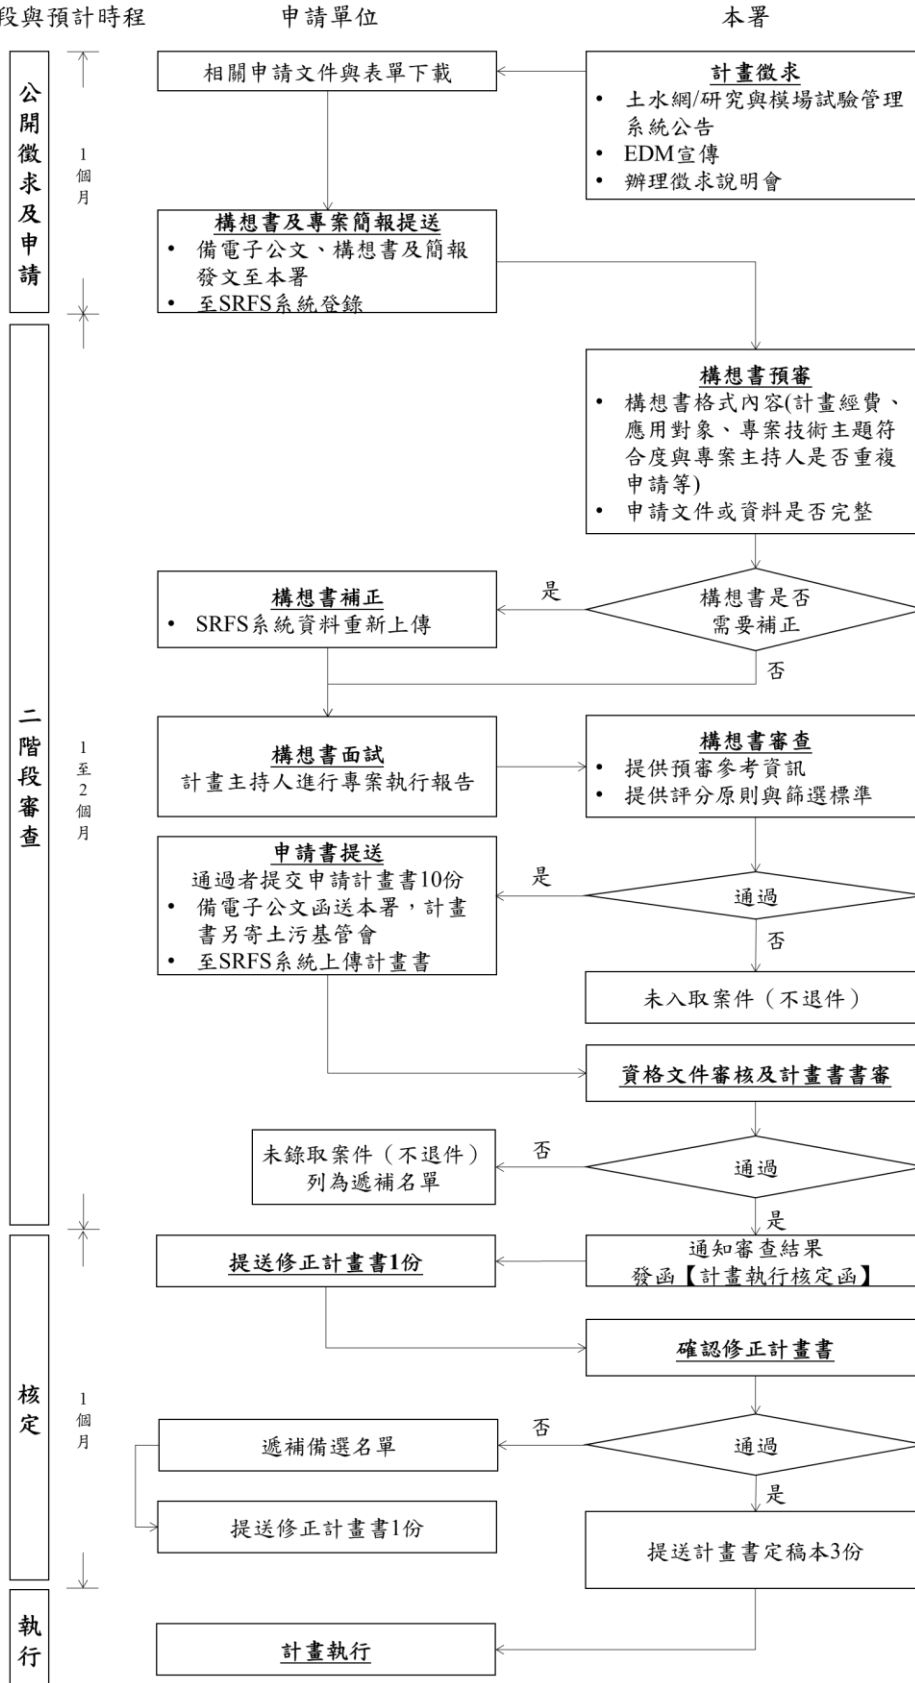 段與預計時程
申請單位
本署
公開徵求及申請
1個月
相關申請文件與表單下載
計畫徵求
• 土水網/研究與模場試驗管理
系統公告
• EDM宣傳
• 辦理徵求說明會
構想書及專案簡報提送
• 備電子公文、構想書及簡報
發文至本署
• 至SRFS系統登錄
二階段審查
1至2個月
構想書預審
• 構想書格式內容(計畫經費、
應用對象、專案技術主題符
合度與專案主持人是否重複
申請等)
• 申請文件或資料是否完整
構想書是否
需要補正
是
否
構想書補正
• SRFS系統資料重新上傳
構想書面試
計畫主持人進行專案執行報告
構想書審查
• 提供預審參考資訊
• 提供評分原則與篩選標準
通過
是
否
申請書提送
通過者提交申請計畫書10份
• 備電子公文函送本署，計畫
書另寄土污基管會
• 至SRFS系統上傳計畫書
未入取案件（不退件）
資格文件審核及計畫書書審
通過
否
是
未錄取案件（不退件）
列為遞補名單
核定
1個月
通知審查結果
發函【計畫執行核定函】
提送修正計畫書1份
確認修正計畫書
通過
否
是
遞補備選名單
提送修正計畫書1份
提送計畫書定稿本3份
執行
計畫執行